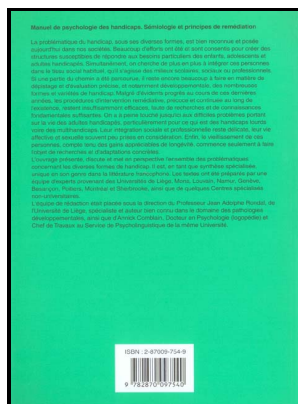 Manuel de psychologie des handicaps. Sémiologie et principes de remédiation
La problématique du handicap, sous ses diverses formes, est bien reconnue et posée
aujourd'hui dans nos sociétés. Beaucoup d'efforts ont été et sont consentis pour créer des
structures susceptibles de répondre aux besoins particuliers des enfants, adolescents et
adultes handicapés. Simultanément, on cherche de plus en plus à intégrer ces personnes
dans le tissu social habituel, qu'il s'agisse des milieux scolaires, sociaux ou professionnels.
Si une partie du chemin a été parcourue, il reste encore beaucoup à faire en matière de
dépistage et d'évaluation précise, et notamment développementale, des nombreuses
formes et variétés de handicap. Malgré d'évidents progrès au cours de ces dernières
années, les procédures d'intervention remédiative, précoce et continuée au long de
l'existence, restent insuffisamment efficaces, faute de recherches et de connaissances
fondamentales suffisantes. On a à peine touché jusqu'ici aux difficiles problèmes portant
sur la vie des adultes handicapés, particulièrement pour ce qui est des handicaps lourds
voire des multihandicaps. Leur intégration sociale et professionnelle reste délicate, leur vie
affective et sexuelle souvent peu prises en considération. Enfin, le vieillissement de ces
personnes, compte tenu des gains appréciables de longévité, commence seulement à faire
l'objet de recherches et d'adaptations concrètes.
L'ouvrage présente, discute et met en perspective l'ensemble des problématiques
concernant les diverses formes de handicap. Il est, en tant que synthèse spécialisée
unique en son genre dans la littérature francophone. Les textes ont été préparés par une
équipe d'experts provenant des Universités de Liège, Mons, Louvain, Namur, Genève,
Besançon, Poitiers, Montréal et Strasbourg, ainsi que de quelques Centres spécialisés
non-universitaires.
L'équipe de rédaction était placée sous la direction du Professeur Jean Adolphe Rondal, de
l'Université de Liège, spécialiste et auteur bien connu dans le domaine des pathologies
développementales, ainsi que d'Annick Comblain, Docteur en Psychologie (logopédie) et
Chef de Travaux au Service de Psycholinguistique de la même Université.
ISBN : 2-87009-754-9
9 782870 097540